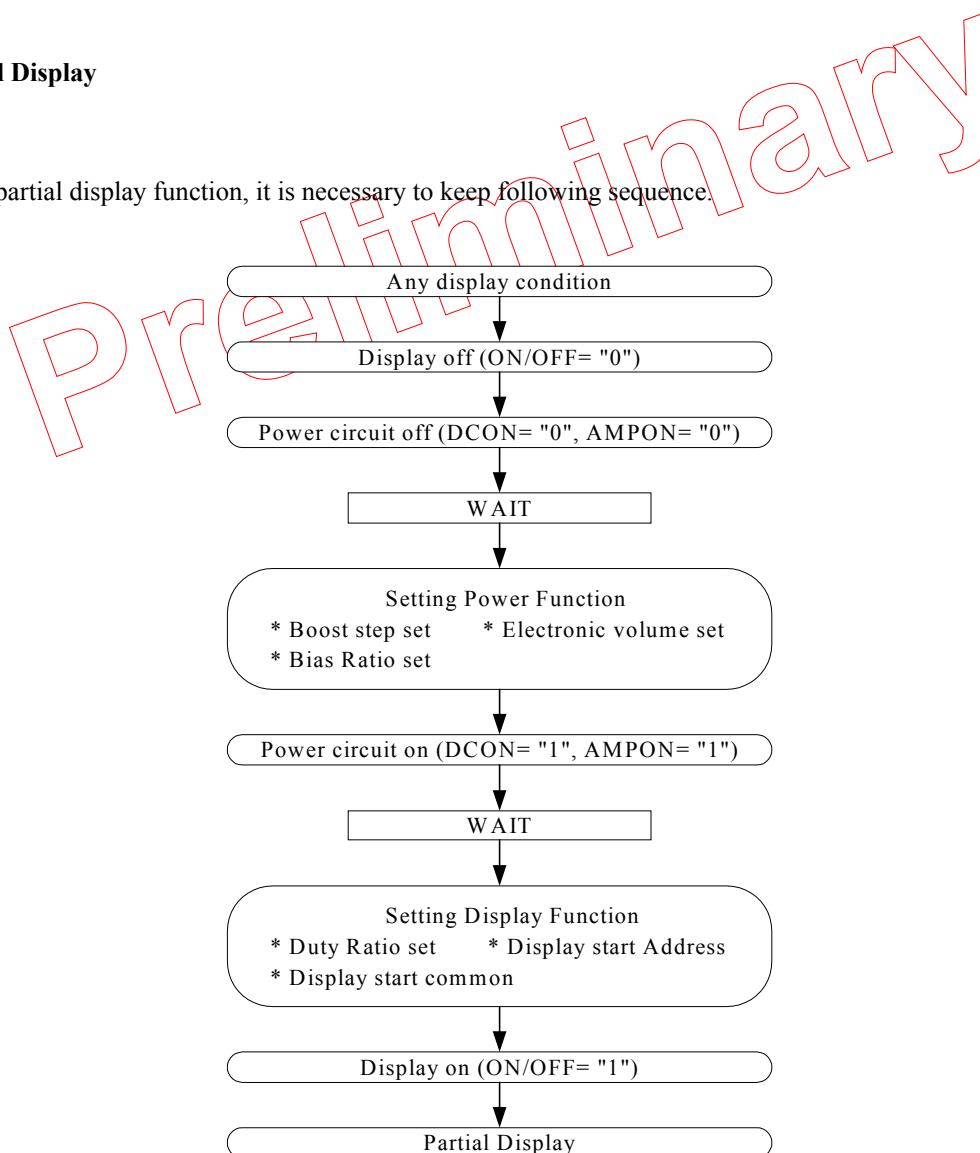 l Display
partial display function, it is necessary to keep following sequence.
Preliminary
Any display condition
Display off (ON/OFF= "0")
Power circuit off (DCON= "0", AMPON= "0")
WAIT
Setting Power Function
* Boost step set * Electronic volume set
* Bias Ratio set
Power circuit on (DCON= "1", AMPON= "1")
WAIT
Setting Display Function
* Duty Ratio set * Display start Address
* Display start common
Display on (ON/OFF= "1")
Partial Display